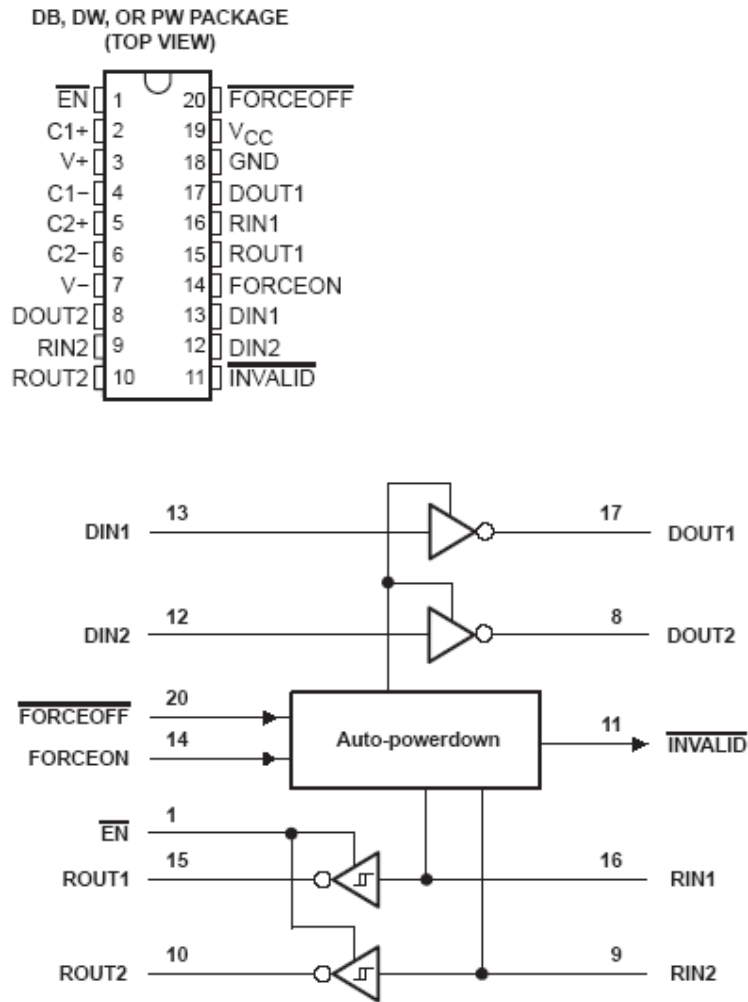 DB, DW, OR PW PACKAGE
(TOP VIEW)
EN 1 20 FORCEOFF
C1+ 2 19 VCC
V+ 3 18 GND
C1− 4 17 DOUT1
C2+ 5 16 RIN1
C2− 6 15 ROUT1
V− 7 14 FORCEON
DOUT2 8 13 DIN1
RIN2 9 12 DIN2
ROUT2 10 11 INVALID
DIN1 13 17 DOUT1
DIN2 12 8 DOUT2
FORCEOFF 20
Auto-powerdown 11 INVALID
FORCEON 14
EN 1
ROUT1 15 16 RIN1
ROUT2 10 9 RIN2